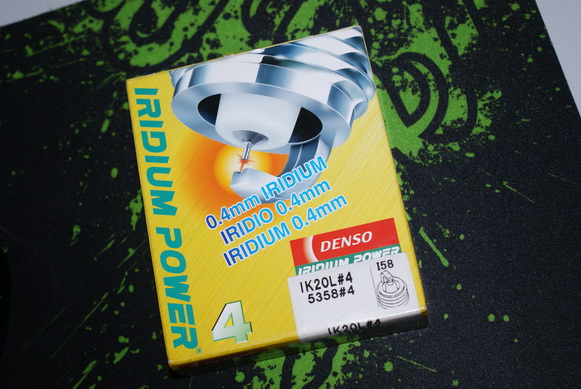 IRIDIUM POWER®
0.4mm IRIDIUM
IRIDIO 0.4mm
IRIDIUM 0.4mm
DENSO
IRIDIUM POWER
IK20L#4
5358#4
I58
4
IK20L#4